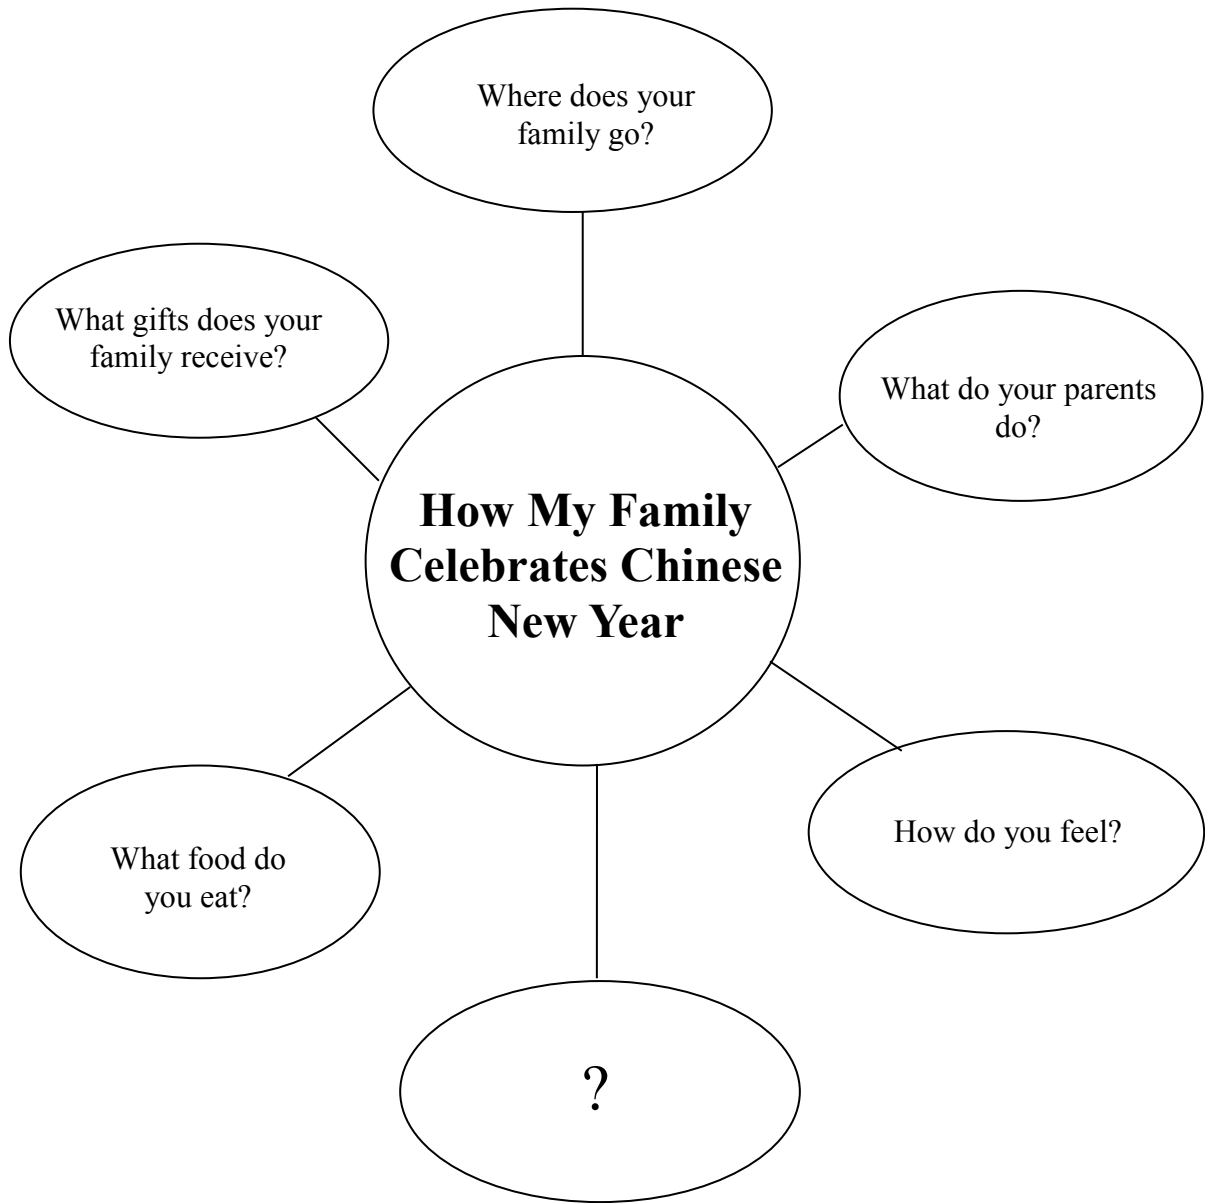 Where does your
family go?
What gifts does your
family receive?
What do your parents
do?
How My Family
Celebrates Chinese
New Year
What food do
you eat?
How do you feel?
?